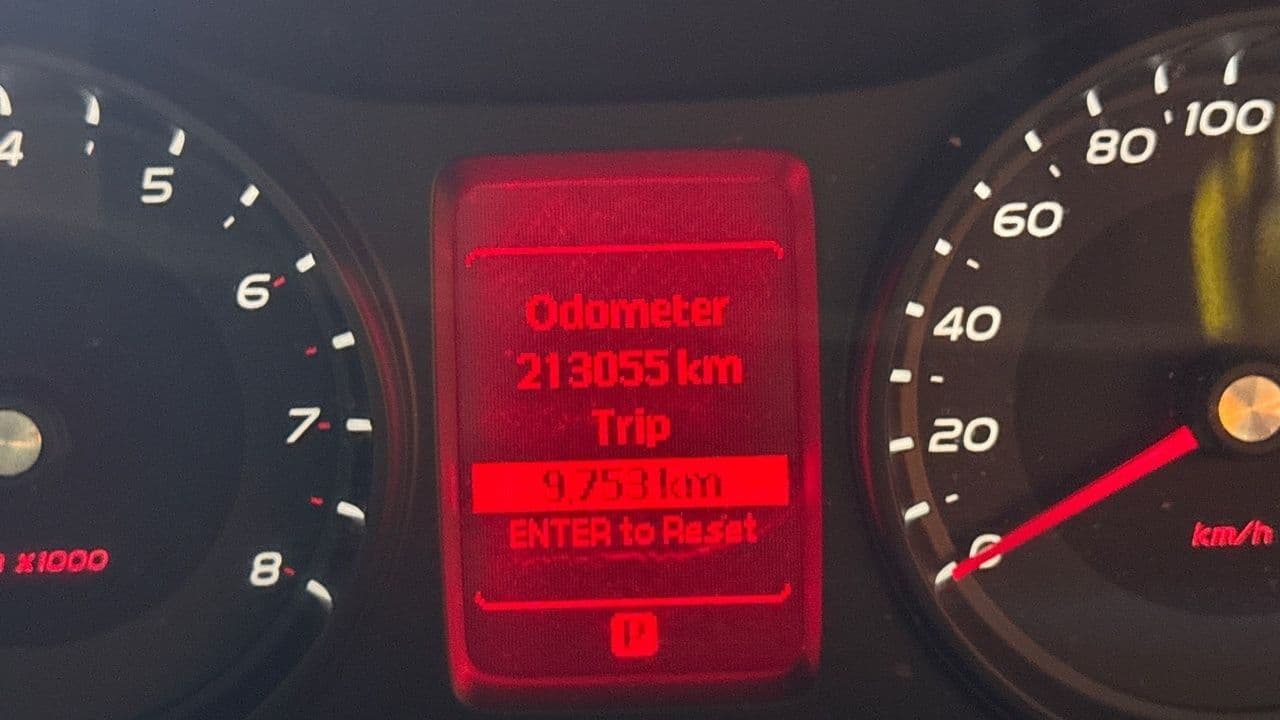 4
5
6
7
8
X1000
Odometer
213055 km
Trip
9,753 km
ENTER to Reset
P
0
20
40
60
80
100
km/h